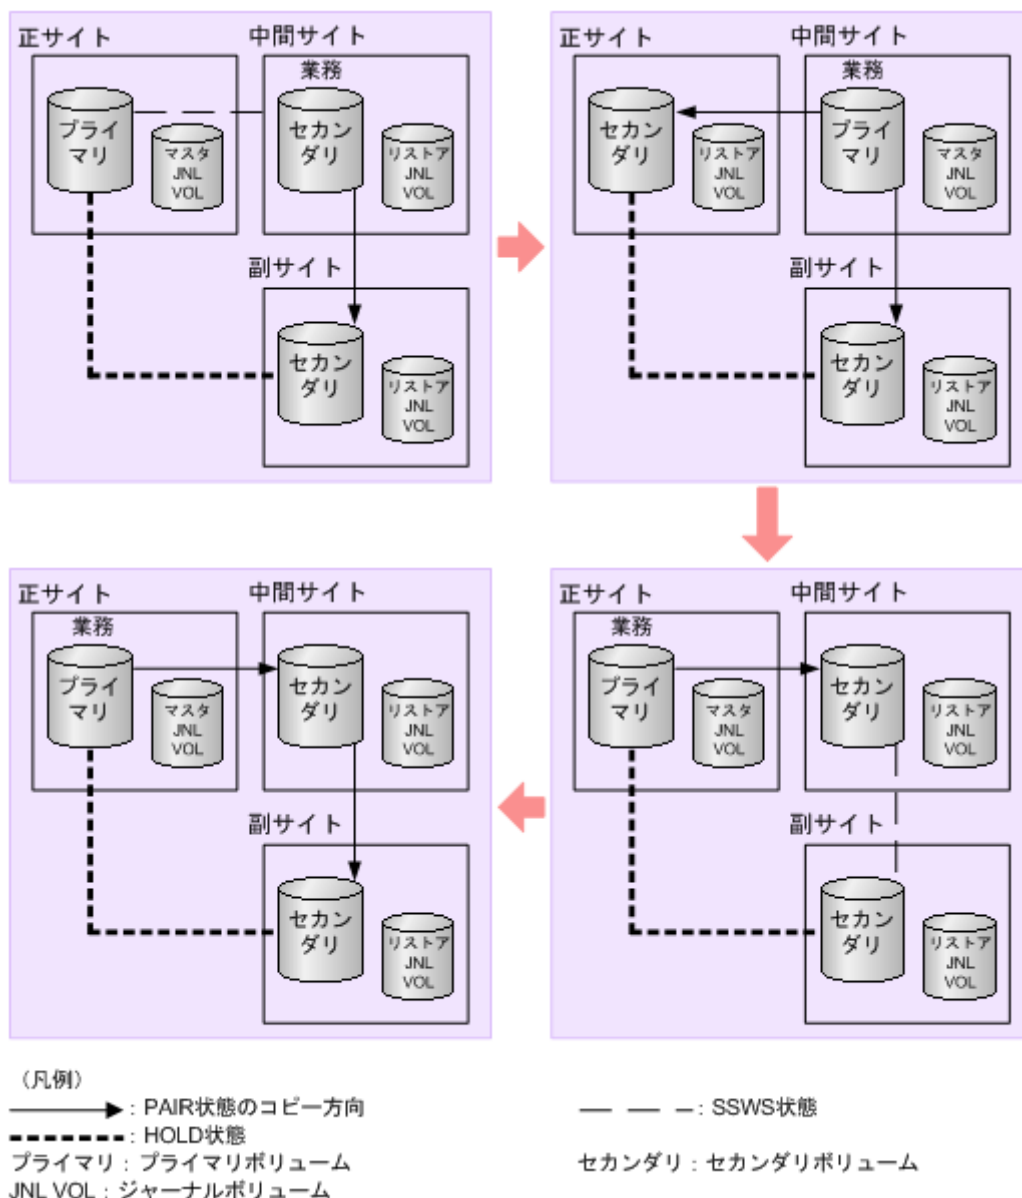 正サイト
中間サイト
業務
プライ
マリ
マスタ
JNL
VOL
セカン
ダリ
リストア
JNL
VOL
副サイト
セカン
ダリ
リストア
JNL
VOL
正サイト
中間サイト
業務
セカン
ダリ
リストア
JNL
VOL
プライ
マリ
マスタ
JNL
VOL
副サイト
セカン
ダリ
リストア
JNL
VOL
正サイト
中間サイト
業務
プライ
マリ
マスタ
JNL
VOL
セカン
ダリ
リストア
JNL
VOL
副サイト
セカン
ダリ
リストア
JNL
VOL
正サイト
中間サイト
業務
プライ
マリ
マスタ
JNL
VOL
セカン
ダリ
リストア
JNL
VOL
副サイト
セカン
ダリ
リストア
JNL
VOL
（凡例）
：PAIR状態のコピー方向
：SSWS状態
：HOLD状態
プライマリ：プライマリボリューム
セカンダリ：セカンダリボリューム
JNL VOL：ジャーナルボリューム